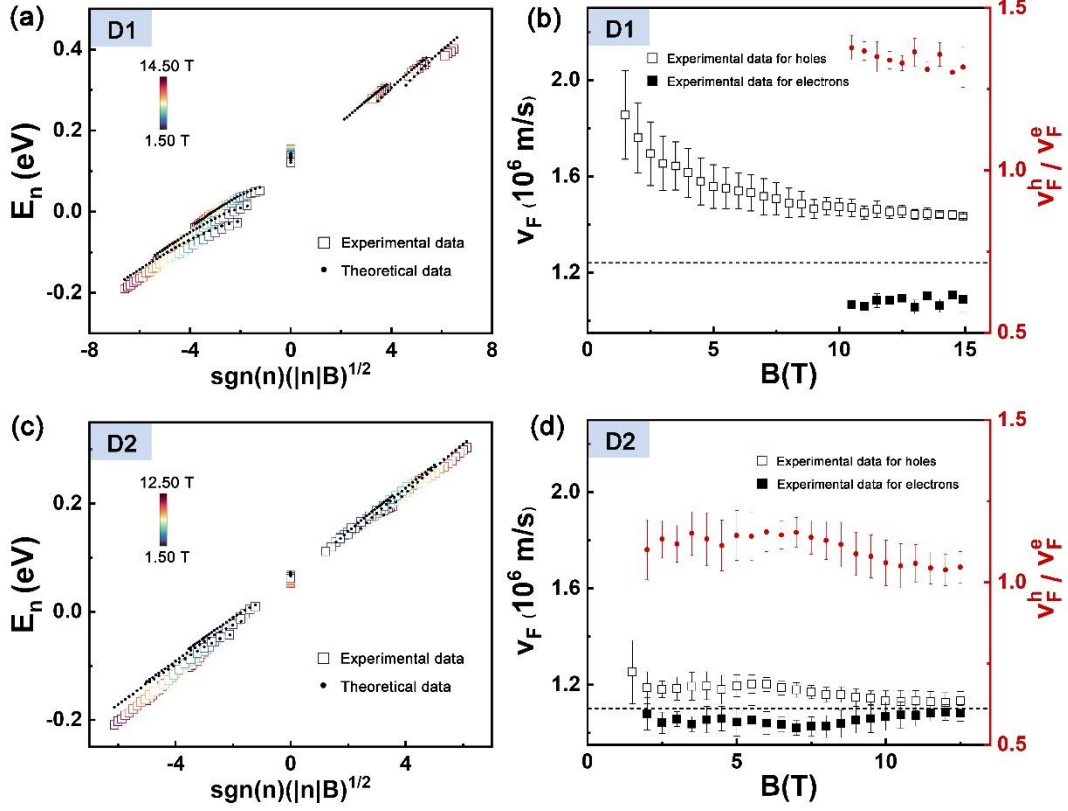 (a)
D1
14.50 T
1.50 T
Experimental data
Theoretical data
E_n (eV)
0.4
0.2
0.0
-0.2
-8
-4
0
4
8
sgn(n)(|n|B)^{1/2}
(b)
D1
Experimental data for holes
Experimental data for electrons
v_F (10^6 m/s)
2.0
1.6
1.2
0
5
10
15
B(T)
1.5
1.0
0.5
v_F^h / v_F^e
(c)
D2
12.50 T
1.50 T
Experimental data
Theoretical data
E_n (eV)
0.2
0.0
-0.2
-4
0
4
sgn(n)(|n|B)^{1/2}
(d)
D2
Experimental data for holes
Experimental data for electrons
v_F (10^6 m/s)
2.0
1.6
1.2
0
5
10
B(T)
1.5
1.0
0.5
v_F^h / v_F^e